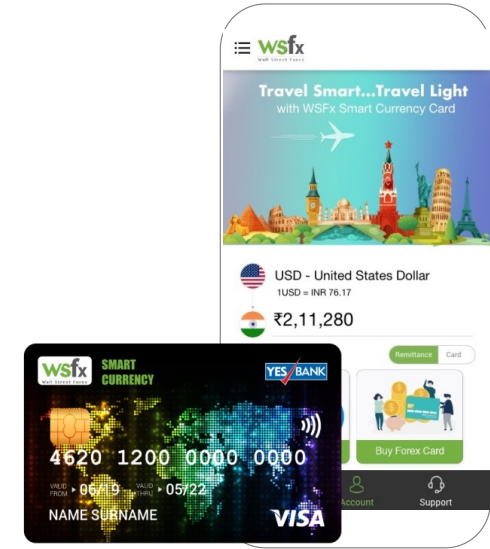 wsfx
Wall Street Forex
Travel Smart...Travel Light
with WSFx Smart Currency Card
USD - United States Dollar
1USD = INR 76.17
₹2,11,280
Remittance Card
Buy Forex Card
Account Support
wsfx
Wall Street Forex
SMART
CURRENCY
YES BANK
4620 1200 0000 0000
VALID FROM 06/19 VALID THRU 05/22
NAME SURNAME
VISA